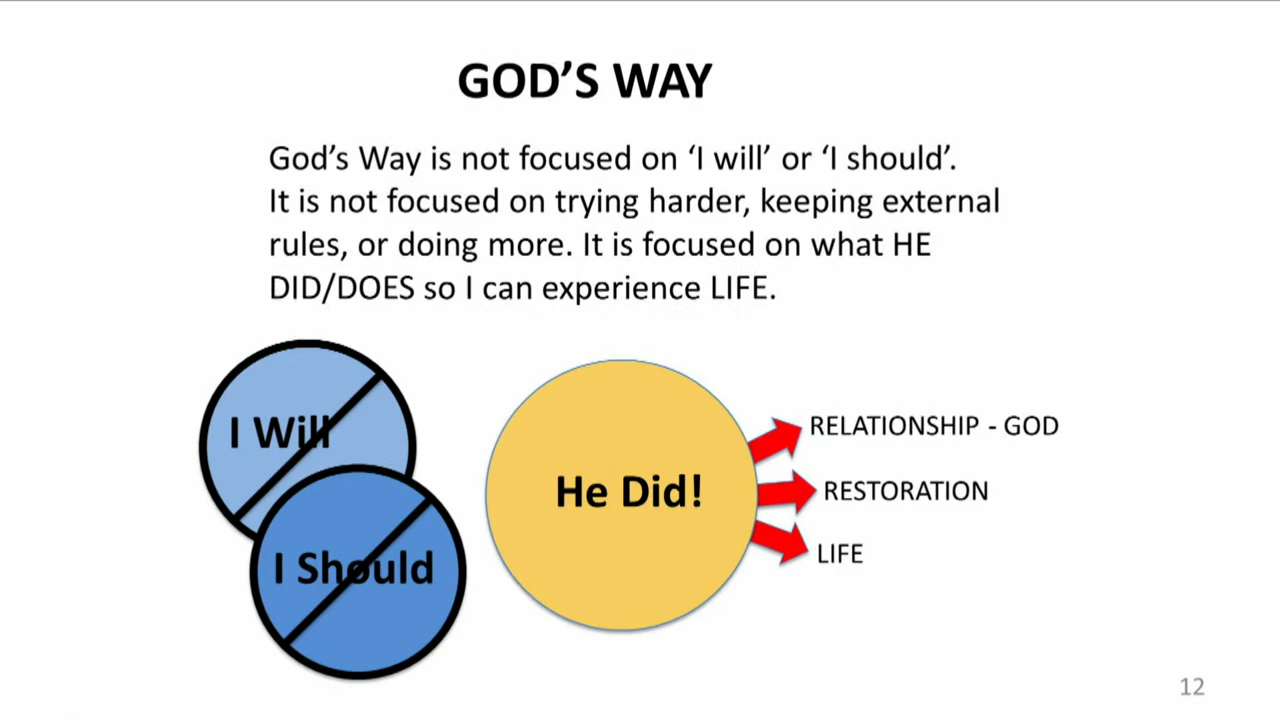 GOD’S WAY
God’s Way is not focused on ‘I will’ or ‘I should’.
It is not focused on trying harder, keeping external
rules, or doing more. It is focused on what HE
DID/DOES so I can experience LIFE.
I Will
I Should
He Did!
RELATIONSHIP - GOD
RESTORATION
LIFE
12